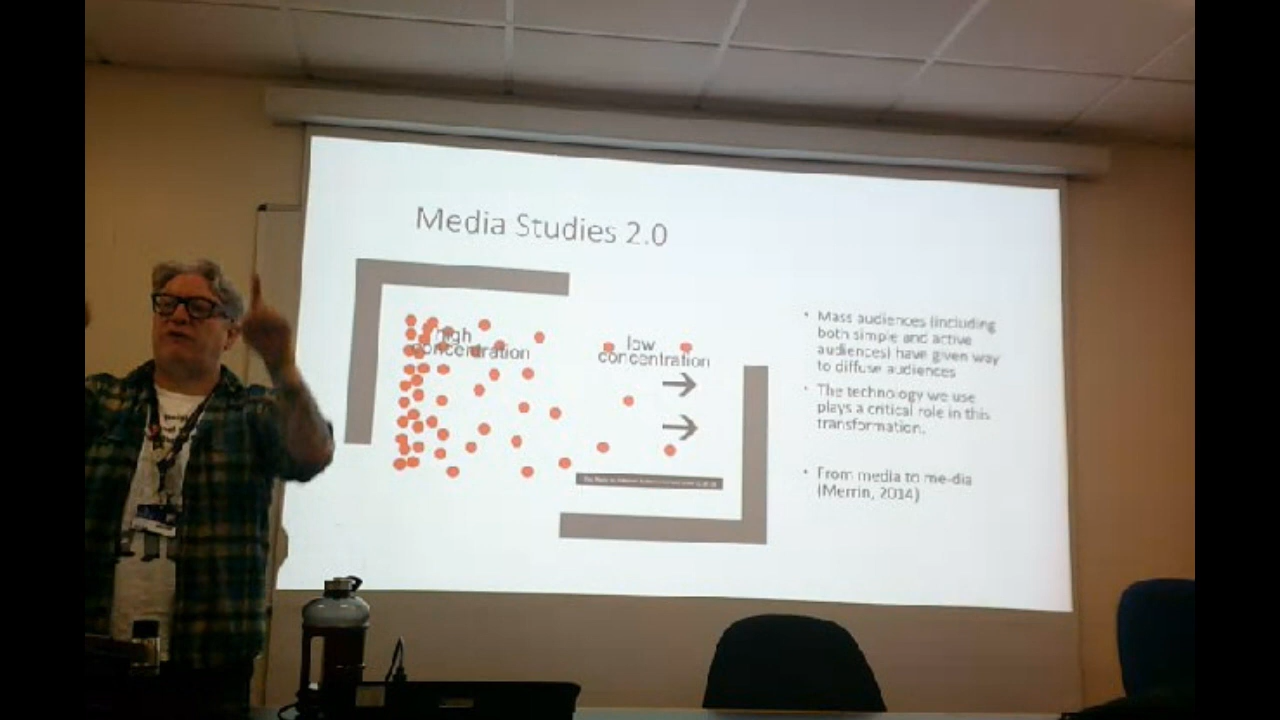 Media Studies 2.0
high
concentration
low
concentration
• Mass audiences (including
both simple and active
audiences) have given way
to diffuse audiences
• The technology we use
plays a critical role in this
transformation.
• From media to me-dia
(Merrin, 2014)